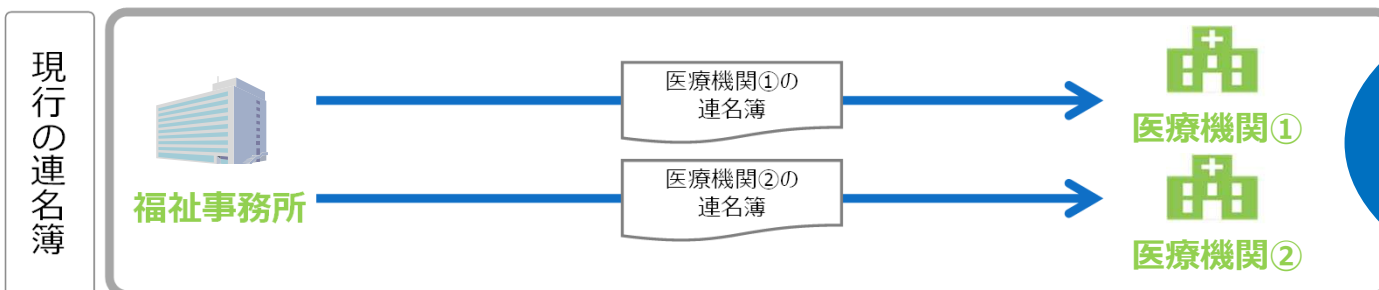 現行の連名簿
医療機関①の
連名簿
医療機関①
福祉事務所
医療機関②の
連名簿
医療機関②